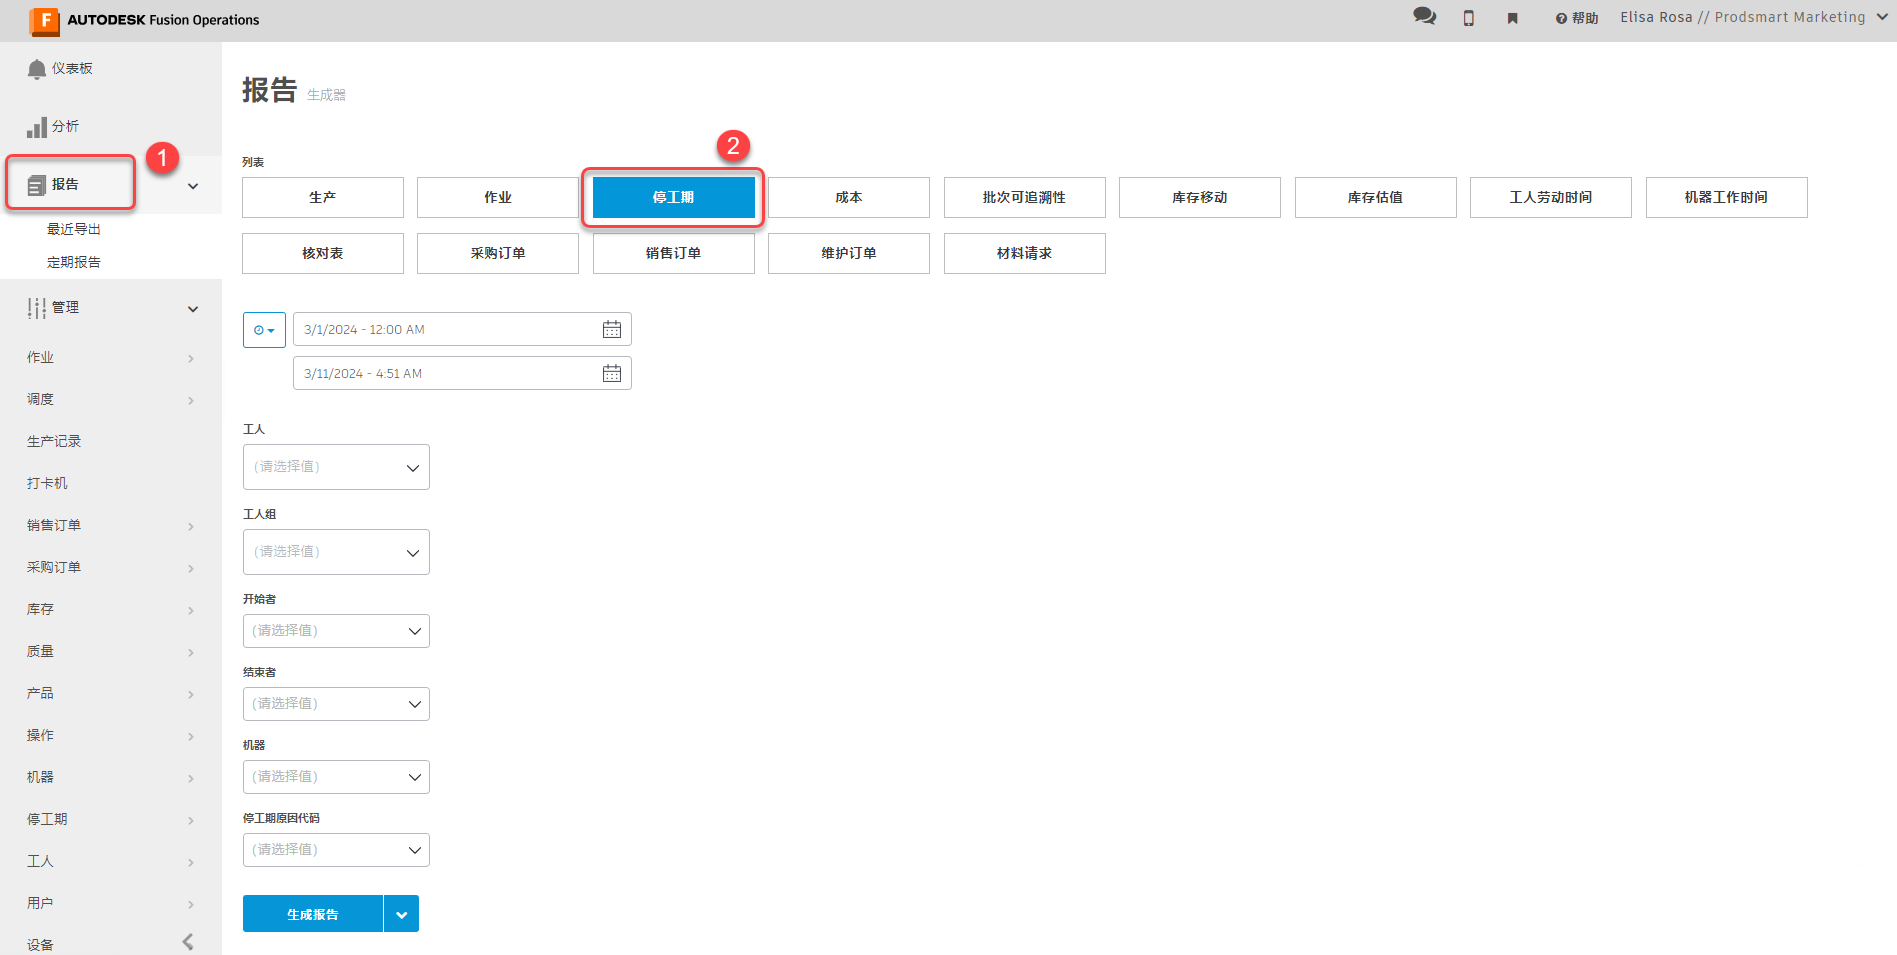 F AUTODESK Fusion Operations
帮助
Elisa Rosa // Prodsmart Marketing
仪表板
分析
1
报告
最近导出
定期报告
管理
作业
调度
生产记录
打卡机
销售订单
采购订单
库存
质量
产品
操作
机器
停工期
工人
用户
设备
报告 生成器
2
列表
生产 作业 停工期 成本 批次可追溯性 库存移动 库存估值 工人劳动时间 机器工作时间
核对表 采购订单 销售订单 维护订单 材料请求
3/1/2024 - 12:00 AM
3/11/2024 - 4:51 AM
工人
(请选择值)
工人组
(请选择值)
开始者
(请选择值)
结束者
(请选择值)
机器
(请选择值)
停工期原因代码
(请选择值)
生成报告